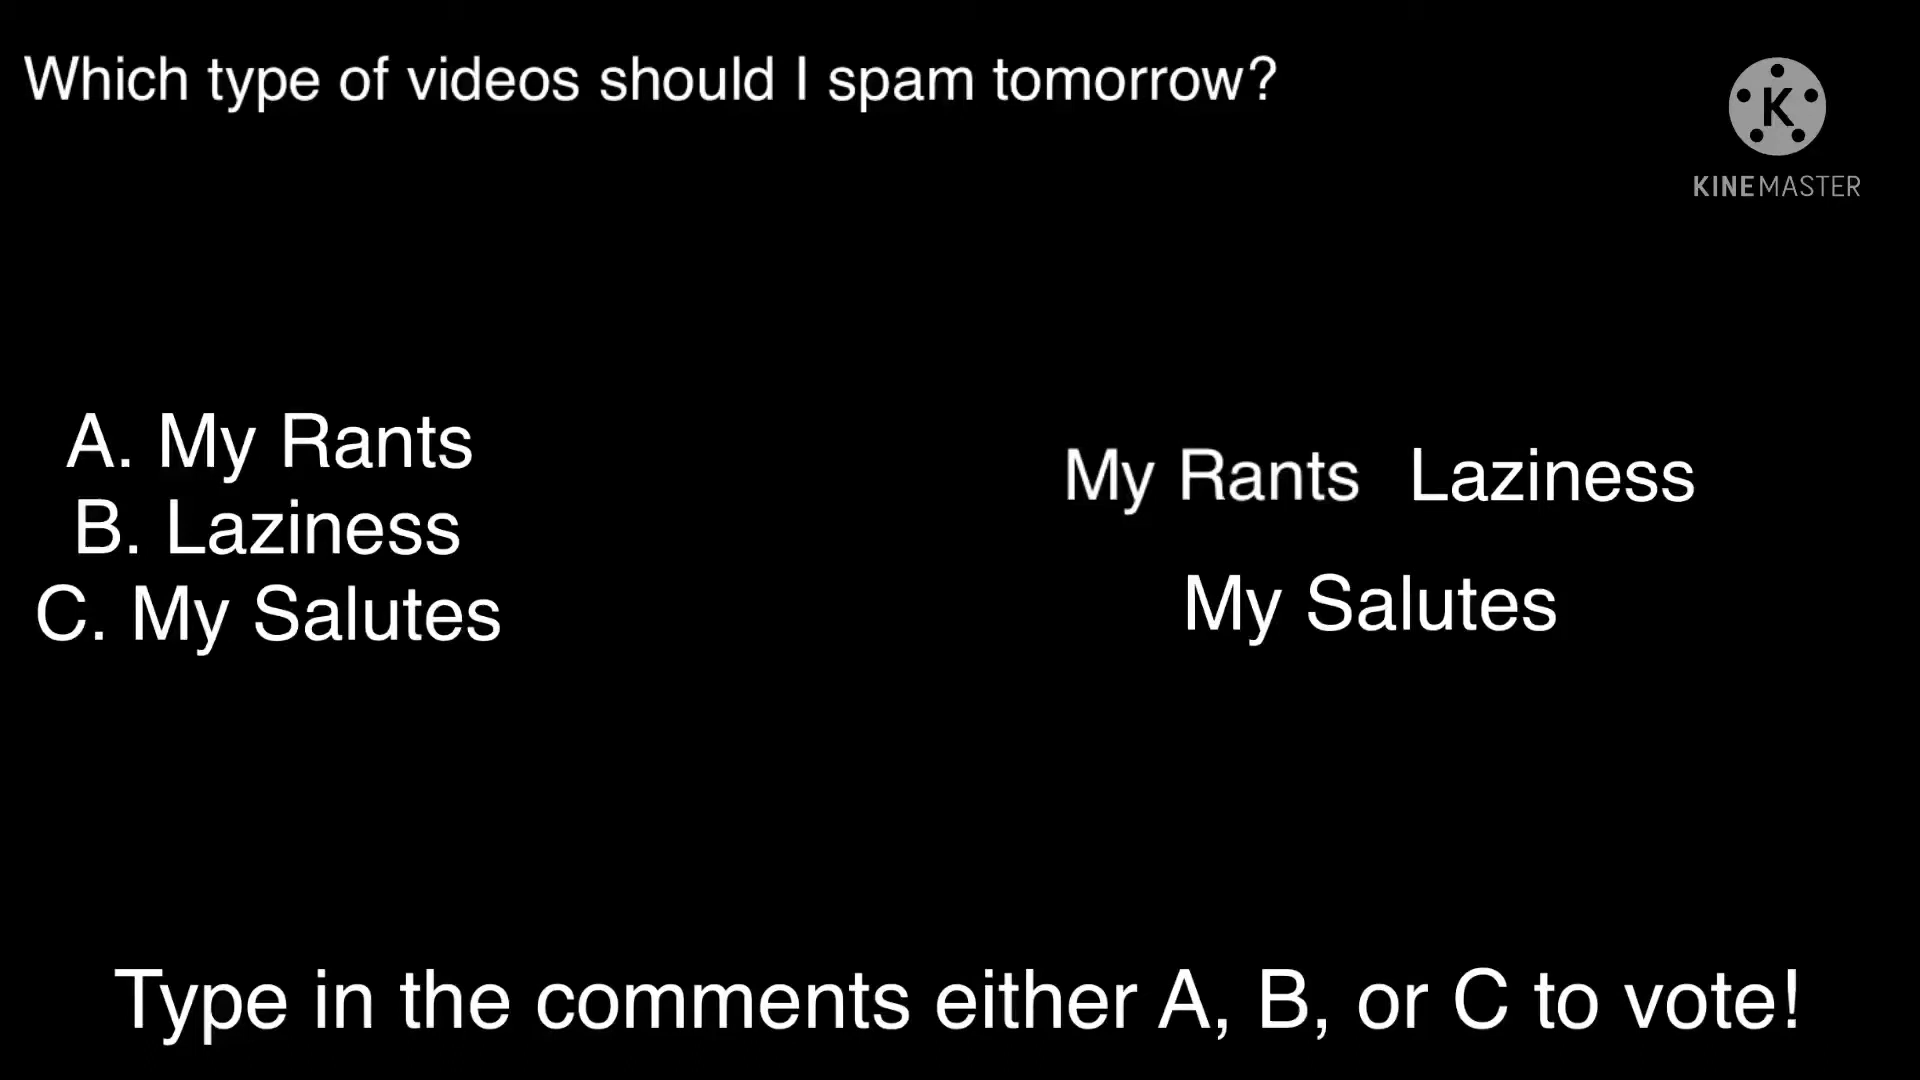 Which type of videos should I spam tomorrow?
K
KINEMASTER
A. My Rants
B. Laziness
C. My Salutes
My Rants Laziness
My Salutes
Type in the comments either A, B, or C to vote!